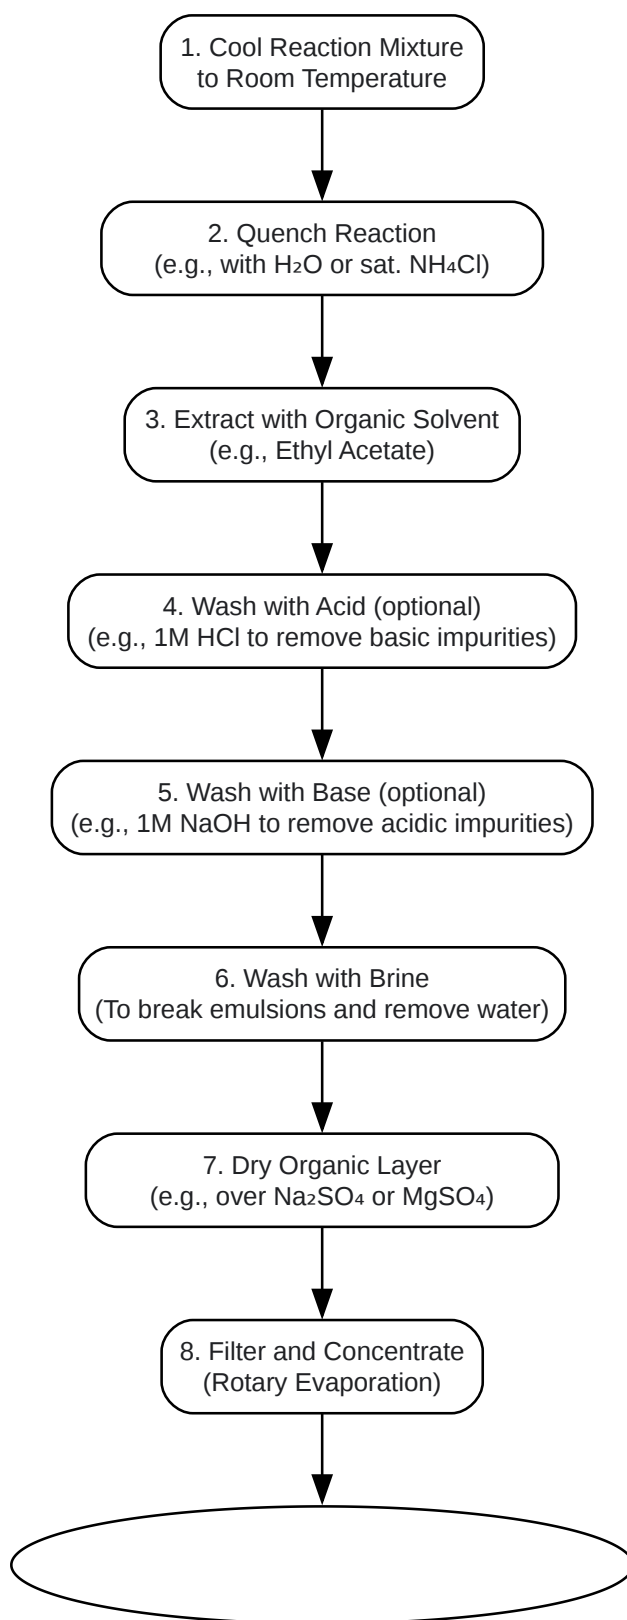 1. Cool Reaction Mixture
to Room Temperature
2. Quench Reaction
(e.g., with H₂O or sat. NH₄Cl)
3. Extract with Organic Solvent
(e.g., Ethyl Acetate)
4. Wash with Acid (optional)
(e.g., 1M HCl to remove basic impurities)
5. Wash with Base (optional)
(e.g., 1M NaOH to remove acidic impurities)
6. Wash with Brine
(To break emulsions and remove water)
7. Dry Organic Layer
(e.g., over Na₂SO₄ or MgSO₄)
8. Filter and Concentrate
(Rotary Evaporation)